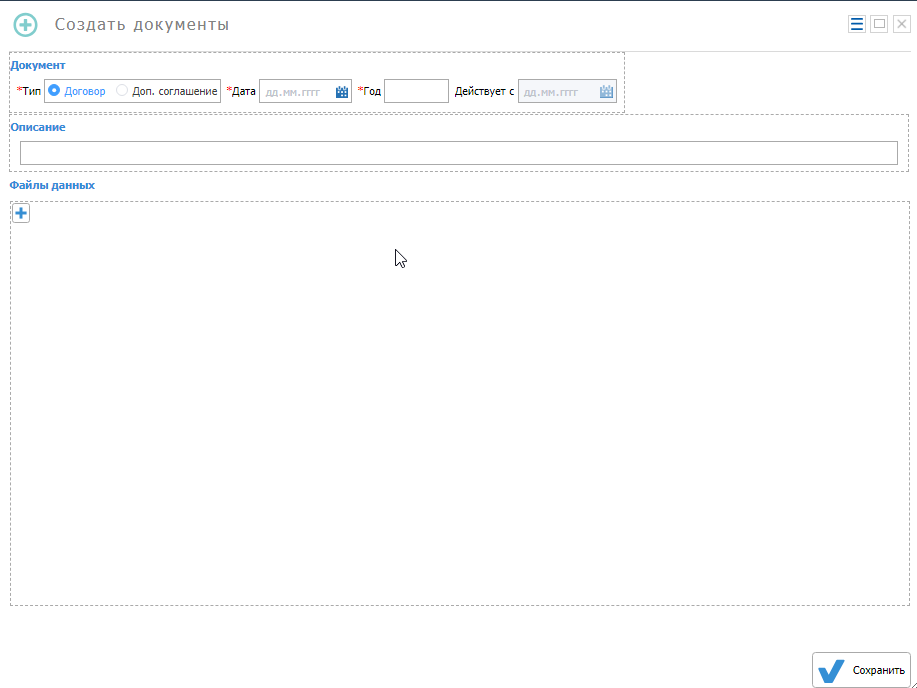 Создать документы
Документ
*Тип Договор Доп. соглашение *Дата дд.мм.гггг *Год Действует с дд.мм.гггг
Описание
Файлы данных
Сохранить